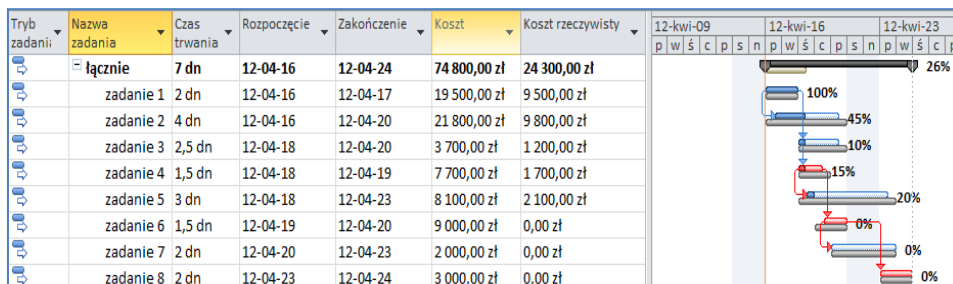 Tryb zadania Nazwa zadania Czas trwania Rozpoczęcie Zakończenie Koszt Koszt rzeczywisty 12-kwi-09 12-kwi-16 12-kwi-23
p w ś c p s n p w ś c p s n p w ś c p
łącznie 7 dn 12-04-16 12-04-24 74 800,00 zł 24 300,00 zł 26%
zadanie 1 2 dn 12-04-16 12-04-17 19 500,00 zł 9 500,00 zł 100%
zadanie 2 4 dn 12-04-16 12-04-20 21 800,00 zł 9 800,00 zł 45%
zadanie 3 2,5 dn 12-04-18 12-04-20 3 700,00 zł 1 200,00 zł 10%
zadanie 4 1,5 dn 12-04-18 12-04-19 7 700,00 zł 1 700,00 zł 15%
zadanie 5 3 dn 12-04-18 12-04-23 8 100,00 zł 2 100,00 zł 20%
zadanie 6 1,5 dn 12-04-19 12-04-20 9 000,00 zł 0,00 zł 0%
zadanie 7 2 dn 12-04-20 12-04-23 2 000,00 zł 0,00 zł 0%
zadanie 8 2 dn 12-04-23 12-04-24 3 000,00 zł 0,00 zł 0%